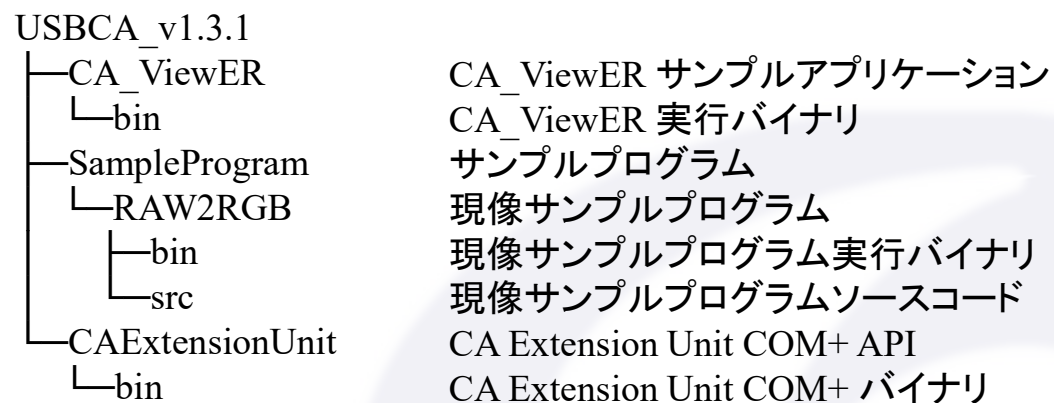 USBCA_v1.3.1
├─CA_ViewER CA_ViewER サンプルアプリケーション
│ └─bin CA_ViewER 実行バイナリ
├─SampleProgram サンプルプログラム
│ └─RAW2RGB 現像サンプルプログラム
│ ├─bin 現像サンプルプログラム実行バイナリ
│ └─src 現像サンプルプログラムソースコード
└─CAExtensionUnit CA Extension Unit COM+ API
└─bin CA Extension Unit COM+ バイナリ